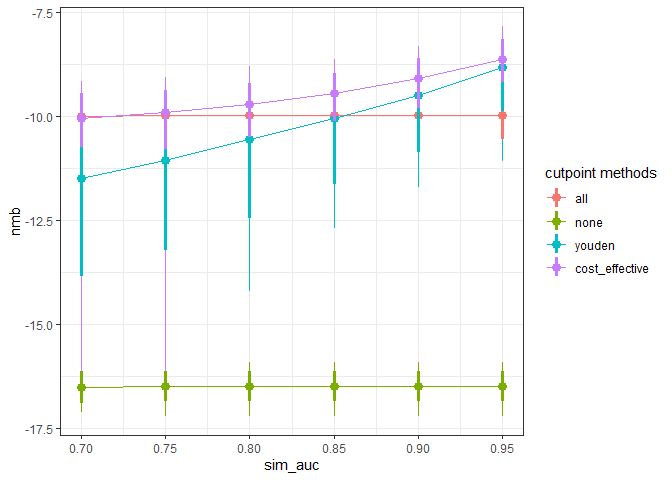 -7.5
-10.0
-12.5
-15.0
-17.5
nmb
0.70 0.75 0.80 0.85 0.90 0.95
sim_auc
cutpoint methods
all
none
youden
cost_effective